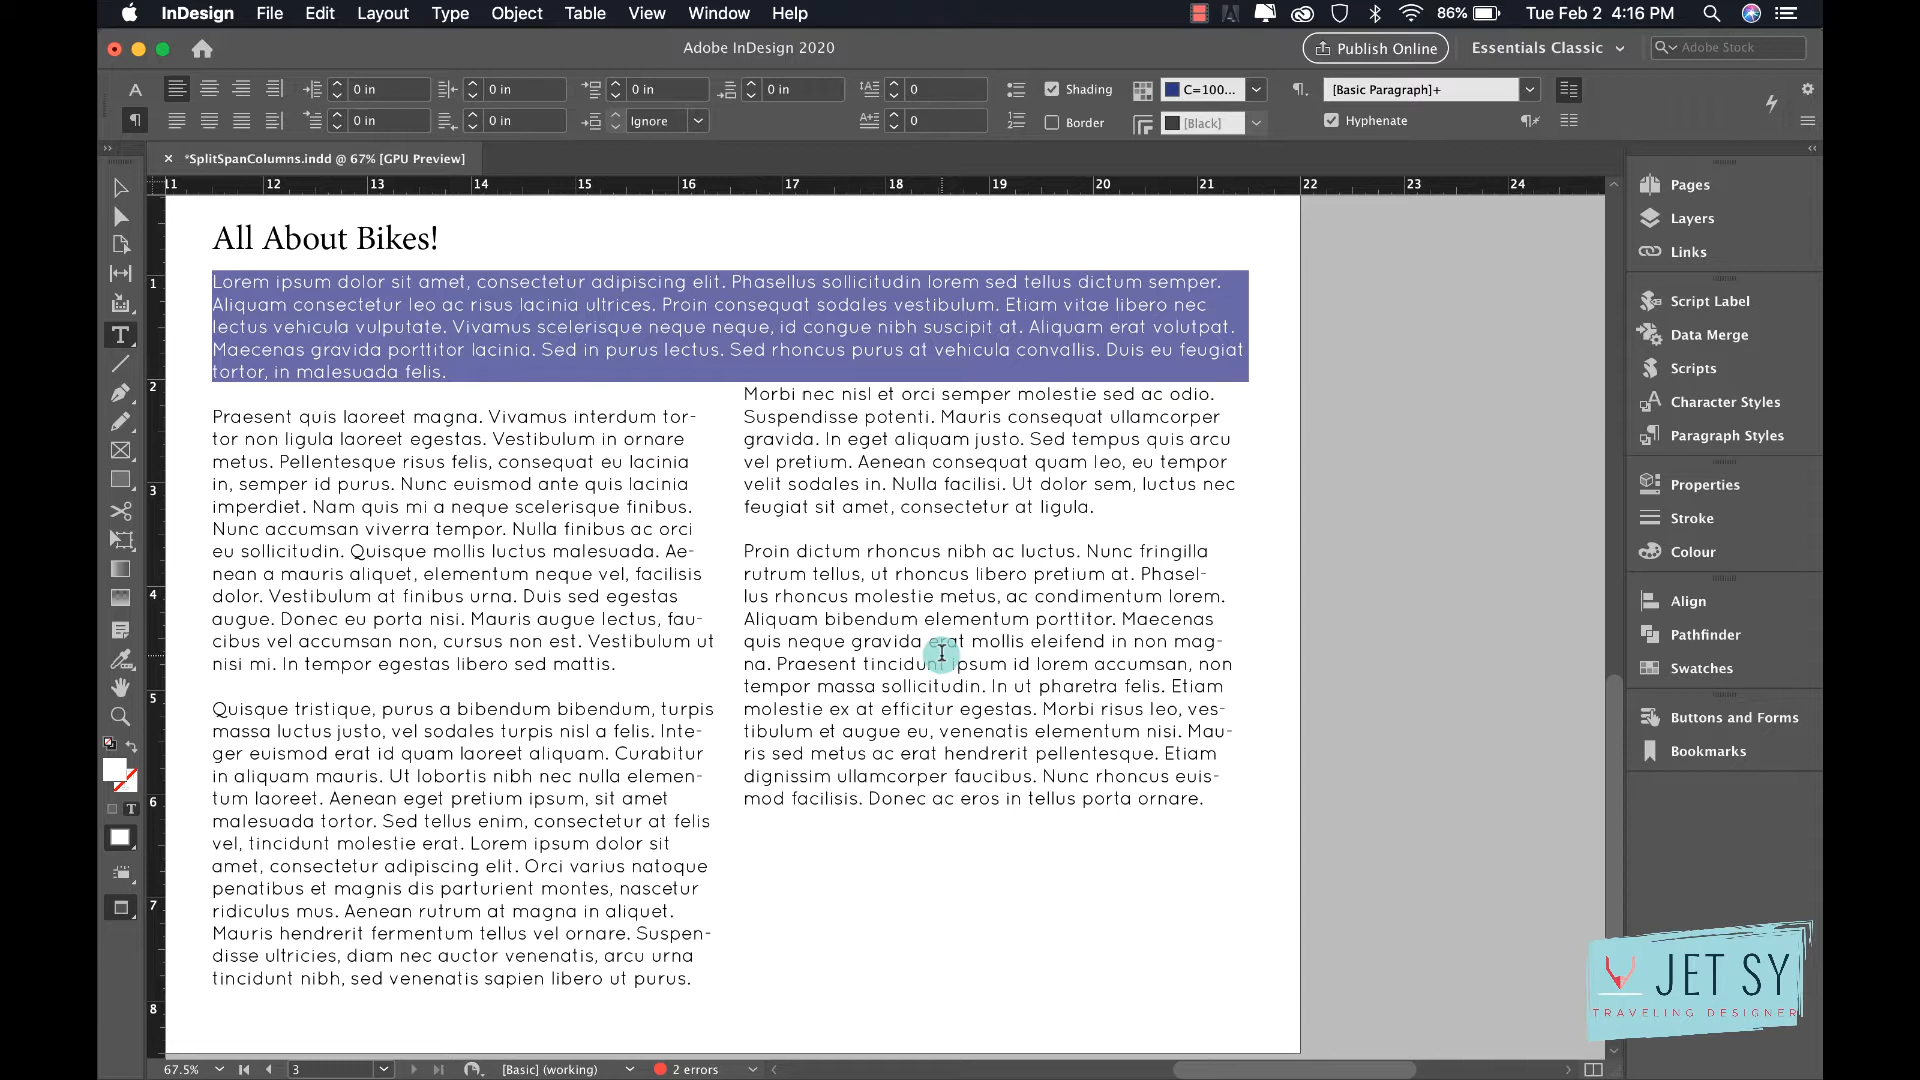 InDesign File Edit Layout Type Object Table View Window Help
86% Tue Feb 2 4:16 PM
Adobe InDesign 2020
Publish Online
Essentials Classic
Adobe Stock
0 in 0 in 0 in 0 in 0 Shading C=100... [Basic Paragraph]+
0 in 0 in Ignore 0 Border [Black] Hyphenate
*SplitSpanColumns.indd @ 67% [GPU Preview]
11 12 13 14 15 16 17 18 19 20 21 22 23 24
1
2
3
4
5
6
7
8
All About Bikes!
Lorem ipsum dolor sit amet, consectetur adipiscing elit. Phasellus sollicitudin lorem sed tellus dictum semper.
Aliquam consectetur leo ac risus lacinia ultrices. Proin consequat sodales vestibulum. Etiam vitae libero nec
lectus vehicula vulputate. Vivamus scelerisque neque neque, id congue nibh suscipit at. Aliquam erat volutpat.
Maecenas gravida porttitor lacinia. Sed in purus lectus. Sed rhoncus purus at vehicula convallis. Duis eu feugiat
tortor, in malesuada felis.
Praesent quis laoreet magna. Vivamus interdum tor-
tor non ligula laoreet egestas. Vestibulum in ornare
metus. Pellentesque risus felis, consequat eu lacinia
in, semper id purus. Nunc euismod ante quis lacinia
imperdiet. Nam quis mi a neque scelerisque finibus.
Nunc accumsan viverra tempor. Nulla finibus ac orci
eu sollicitudin. Quisque mollis luctus malesuada. Ae-
nean a mauris aliquet, elementum neque vel, facilisis
dolor. Vestibulum at finibus urna. Duis sed egestas
augue. Donec eu porta nisi. Mauris augue lectus, fau-
cibus vel accumsan non, cursus non est. Vestibulum ut
nisi mi. In tempor egestas libero sed mattis.
Quisque tristique, purus a bibendum bibendum, turpis
massa luctus justo, vel sodales turpis nisl a felis. Inte-
ger euismod erat id quam laoreet aliquam. Curabitur
in aliquam mauris. Ut lobortis nibh nec nulla elemen-
tum laoreet. Aenean eget pretium ipsum, sit amet
malesuada tortor. Sed tellus enim, consectetur at felis
vel, tincidunt molestie erat. Lorem ipsum dolor sit
amet, consectetur adipiscing elit. Orci varius natoque
penatibus et magnis dis parturient montes, nascetur
ridiculus mus. Aenean rutrum at magna in aliquet.
Mauris hendrerit fermentum tellus vel ornare. Suspen-
disse ultricies, diam nec auctor venenatis, arcu urna
tincidunt nibh, sed venenatis sapien libero ut purus.
Morbi nec nisl et orci semper molestie sed ac odio.
Suspendisse potenti. Mauris consequat ullamcorper
gravida. In eget aliquam justo. Sed tempus quis arcu
vel pretium. Aenean consequat quam leo, eu tempor
velit sodales in. Nulla facilisi. Ut dolor sem, luctus nec
feugiat sit amet, consectetur at ligula.
Proin dictum rhoncus nibh ac luctus. Nunc fringilla
rutrum tellus, ut rhoncus libero pretium at. Phasel-
lus rhoncus molestie metus, ac condimentum lorem.
Aliquam bibendum elementum porttitor. Maecenas
quis neque gravida erat mollis eleifend in non mag-
na. Praesent tincidunt ipsum id lorem accumsan, non
tempor massa sollicitudin. In ut pharetra felis. Etiam
molestie ex at efficitur egestas. Morbi risus leo, ves-
tibulum et augue eu, venenatis elementum nisi. Mau-
ris sed metus ac erat hendrerit pellentesque. Etiam
dignissim ullamcorper faucibus. Nunc rhoncus euis-
mod facilisis. Donec ac eros in tellus porta ornare.
Pages
Layers
Links
Script Label
Data Merge
Scripts
Character Styles
Paragraph Styles
Properties
Stroke
Colour
Align
Pathfinder
Swatches
Buttons and Forms
Bookmarks
JET SY
TRAVELING DESIGNER
67.5% 3 [Basic] (working) 2 errors